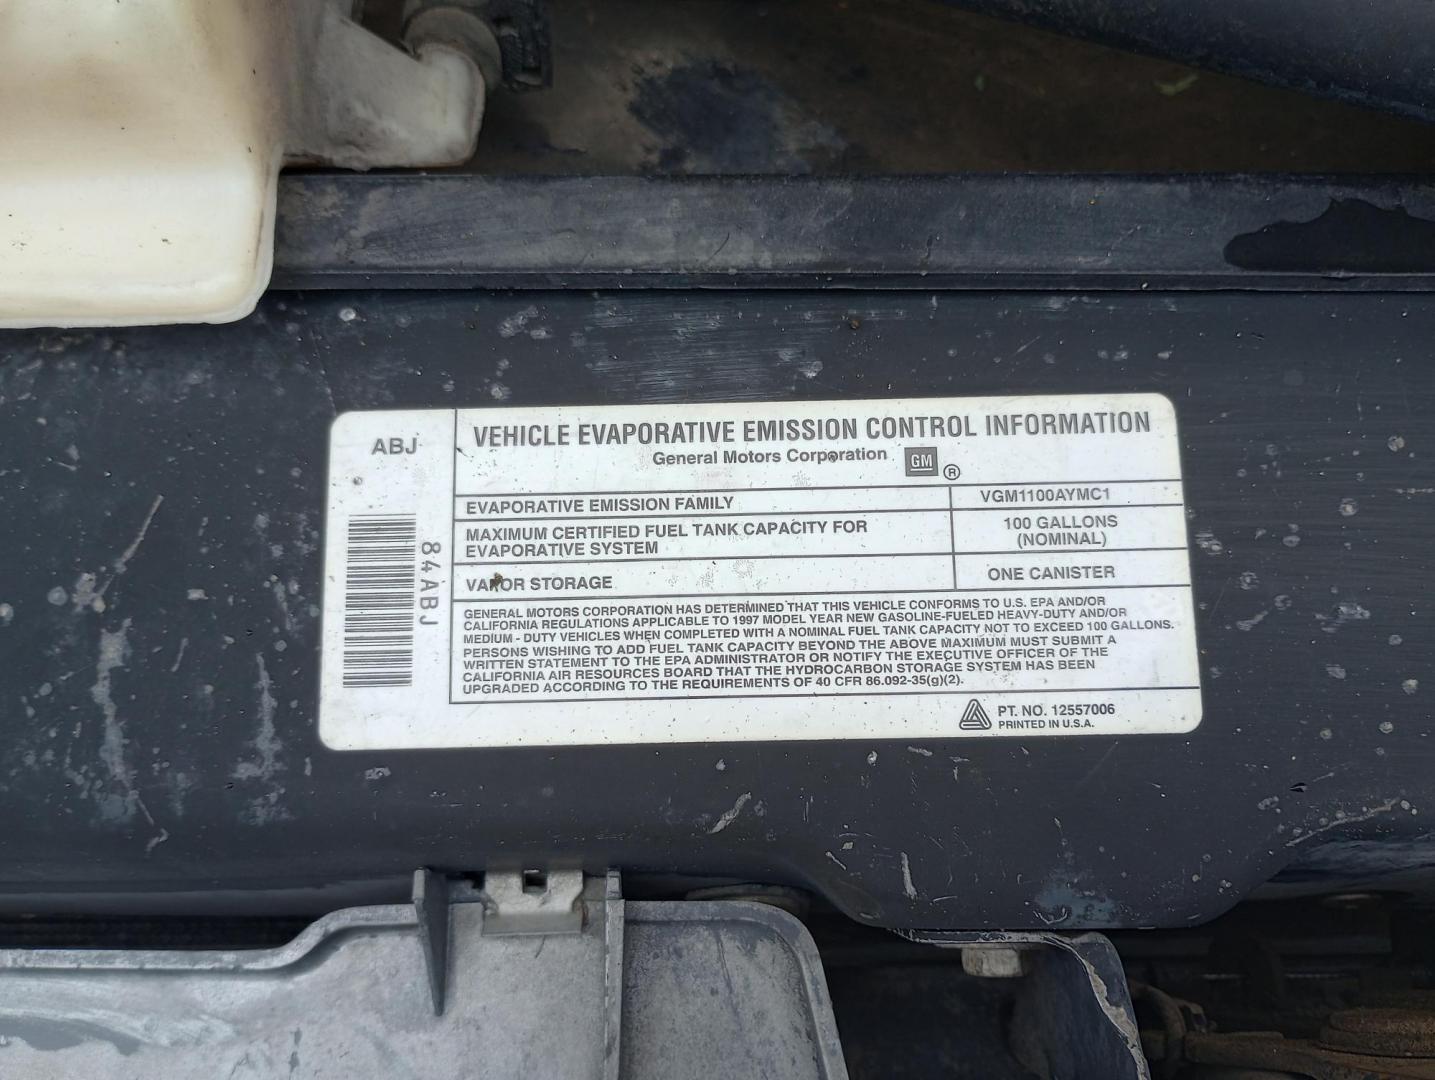 ABJ
84ABJ
VEHICLE EVAPORATIVE EMISSION CONTROL INFORMATION
General Motors Corporation GM ®
EVAPORATIVE EMISSION FAMILY VGM1100AYMC1
MAXIMUM CERTIFIED FUEL TANK CAPACITY FOR
EVAPORATIVE SYSTEM
100 GALLONS
(NOMINAL)
VAPOR STORAGE ONE CANISTER
GENERAL MOTORS CORPORATION HAS DETERMINED THAT THIS VEHICLE CONFORMS TO U.S. EPA AND/OR
CALIFORNIA REGULATIONS APPLICABLE TO 1997 MODEL YEAR NEW GASOLINE-FUELED HEAVY-DUTY AND/OR
MEDIUM - DUTY VEHICLES WHEN COMPLETED WITH A NOMINAL FUEL TANK CAPACITY NOT TO EXCEED 100 GALLONS.
PERSONS WISHING TO ADD FUEL TANK CAPACITY BEYOND THE ABOVE MAXIMUM MUST SUBMIT A
WRITTEN STATEMENT TO THE EPA ADMINISTRATOR OR NOTIFY THE EXECUTIVE OFFICER OF THE
CALIFORNIA AIR RESOURCES BOARD THAT THE HYDROCARBON STORAGE SYSTEM HAS BEEN
UPGRADED ACCORDING TO THE REQUIREMENTS OF 40 CFR 86.092-35(g)(2).
PT. NO. 12557006
PRINTED IN U.S.A.